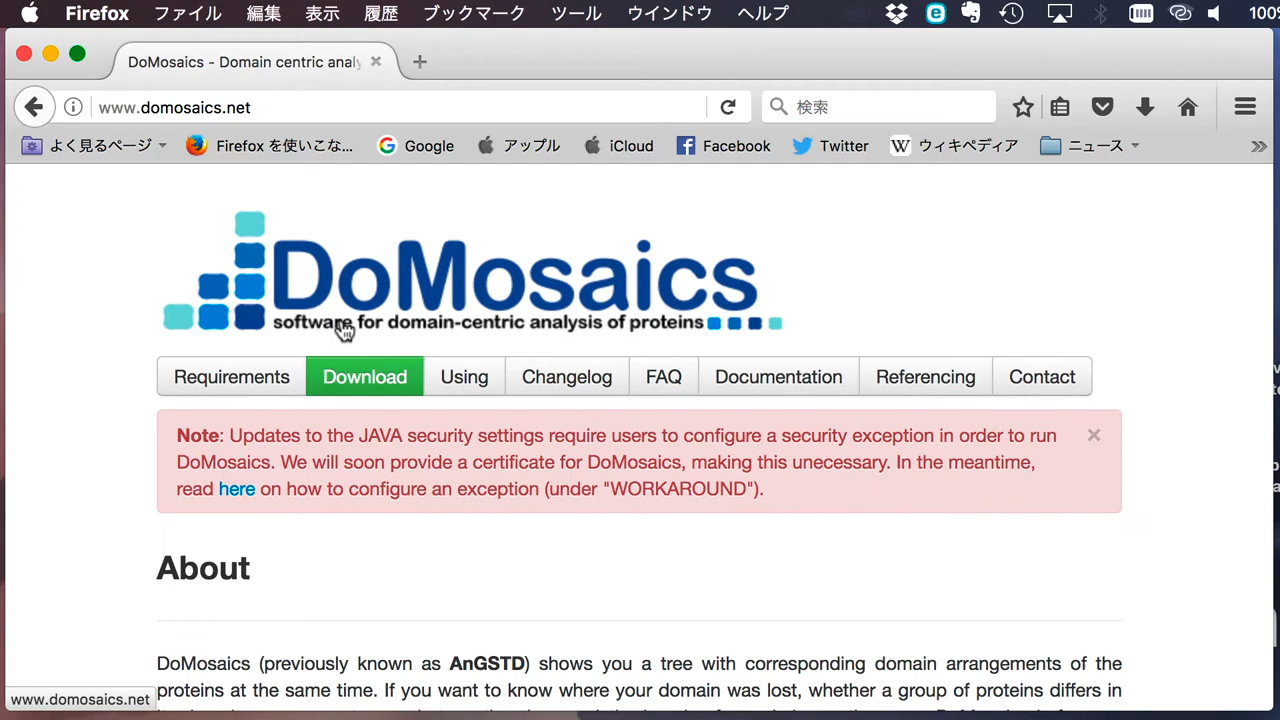 Firefox ファイル 編集 表示 履歴 ブックマーク ツール ウインドウ ヘルプ 100%
DoMosaics - Domain centric analy
www.domosaics.net 検索
よく見るページ Firefox を使いこな... Google アップル iCloud Facebook Twitter ウィキペディア ニュース
DoMosaics
software for domain-centric analysis of proteins
Requirements Download Using Changelog FAQ Documentation Referencing Contact
Note: Updates to the JAVA security settings require users to configure a security exception in order to run
DoMosaics. We will soon provide a certificate for DoMosaics, making this unecessary. In the meantime,
read here on how to configure an exception (under "WORKAROUND").
About
DoMosaics (previously known as AnGSTD) shows you a tree with corresponding domain arrangements of the
proteins at the same time. If you want to know where your domain was lost, whether a group of proteins differs in
www.domosaics.net